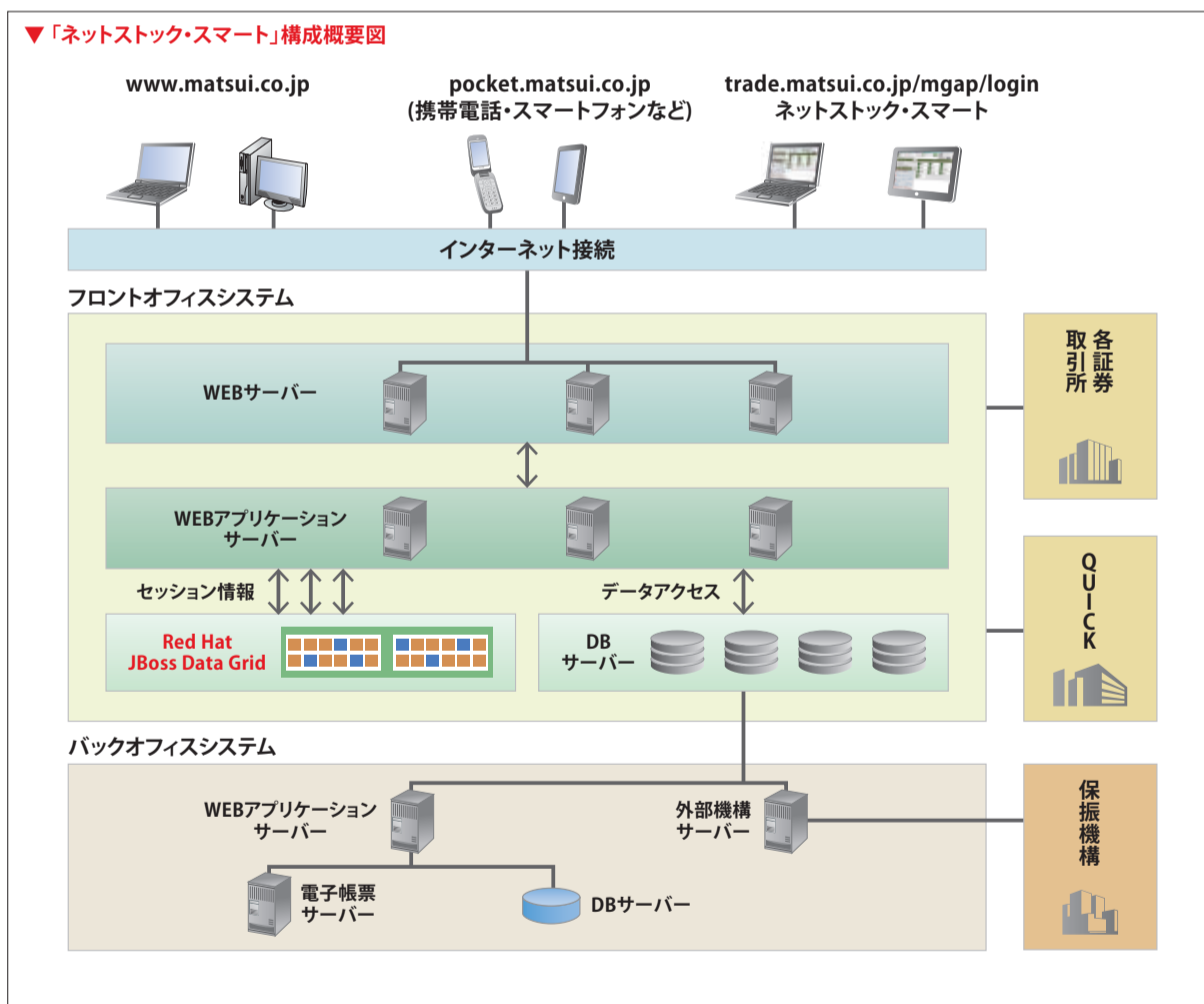 ▼「ネットストック・スマート」構成概要図
www.matsui.co.jp
pocket.matsui.co.jp
(携帯電話・スマートフォンなど)
trade.matsui.co.jp/mgap/login
ネットストック・スマート
インターネット接続
フロントオフィスシステム
WEBサーバー
各証券
取引所
WEBアプリケーション
サーバー
セッション情報
データアクセス
QUICK
Red Hat
JBoss Data Grid
DB
サーバー
バックオフィスシステム
WEBアプリケーション
サーバー
外部機構
サーバー
保振機構
電子帳票
サーバー
DBサーバー